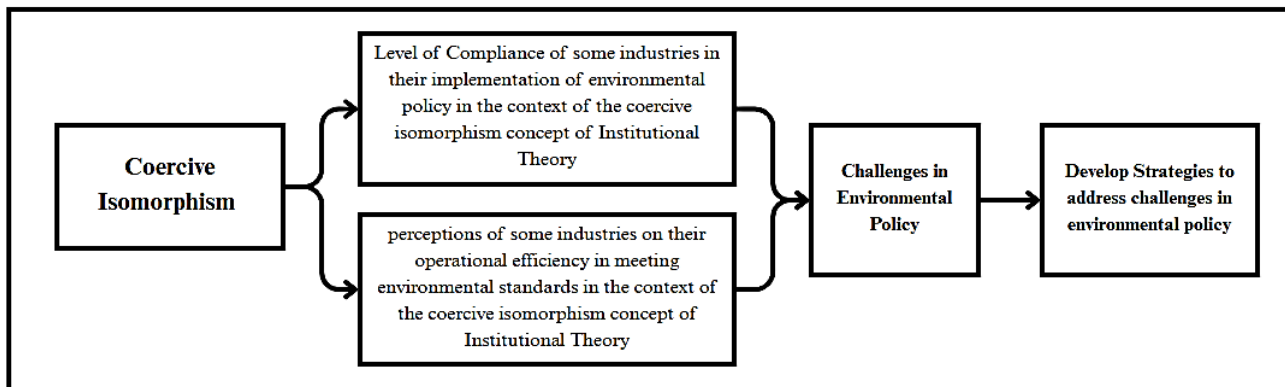 Coercive
Isomorphism
Level of Compliance of some industries in
their implementation of environmental
policy in the context of the coercive
isomorphism concept of Institutional
Theory
perceptions of some industries on their
operational efficiency in meeting
environmental standards in the context of
the coercive isomorphism concept of
Institutional Theory
Challenges in
Environmental
Policy
Develop Strategies to
address challenges in
environmental policy